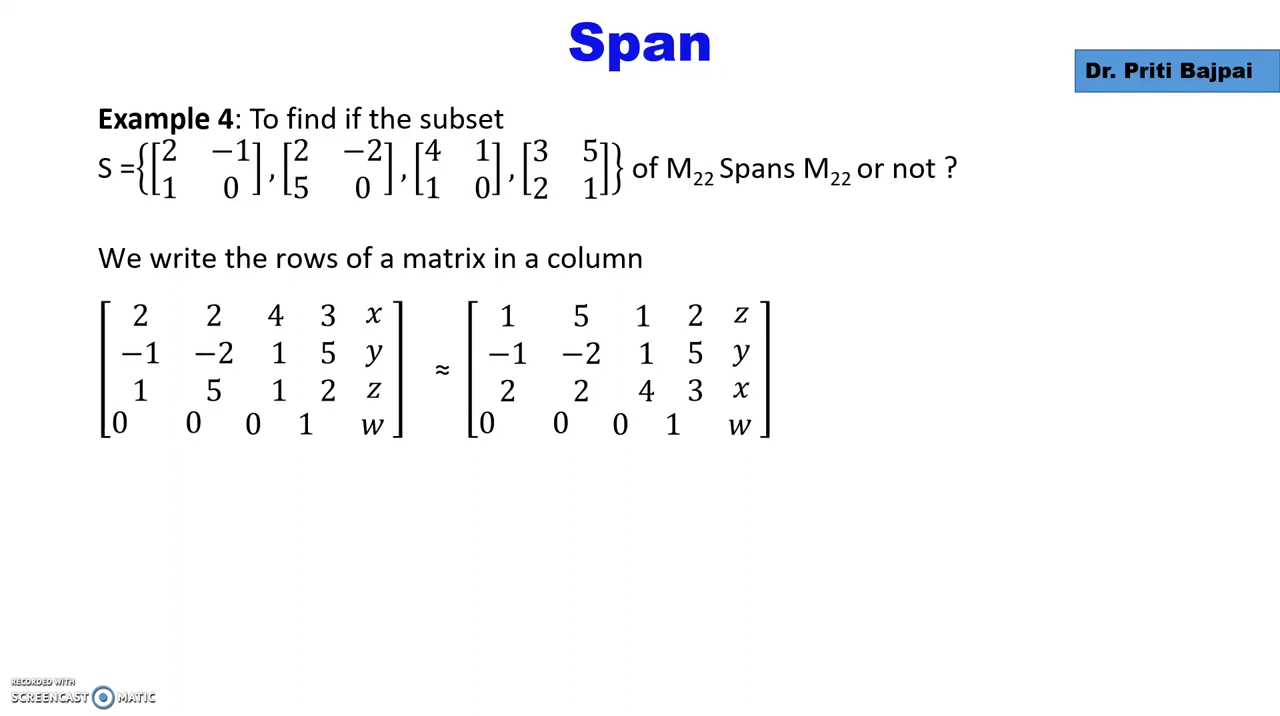 Span
Dr. Priti Bajpai
Example 4: To find if the subset
S ={[2 −1; 1 0], [2 −2; 5 0], [4 1; 1 0], [3 5; 2 1]} of M₂₂ Spans M₂₂ or not ?
We write the rows of a matrix in a column
[2 2 4 3 x] ≈ [1 5 1 2 z]
[−1 −2 1 5 y] [−1 −2 1 5 y]
[1 5 1 2 z] [2 2 4 3 x]
[0 0 0 1 w] [0 0 0 1 w]
RECORDED WITH
SCREENCAST MATIC